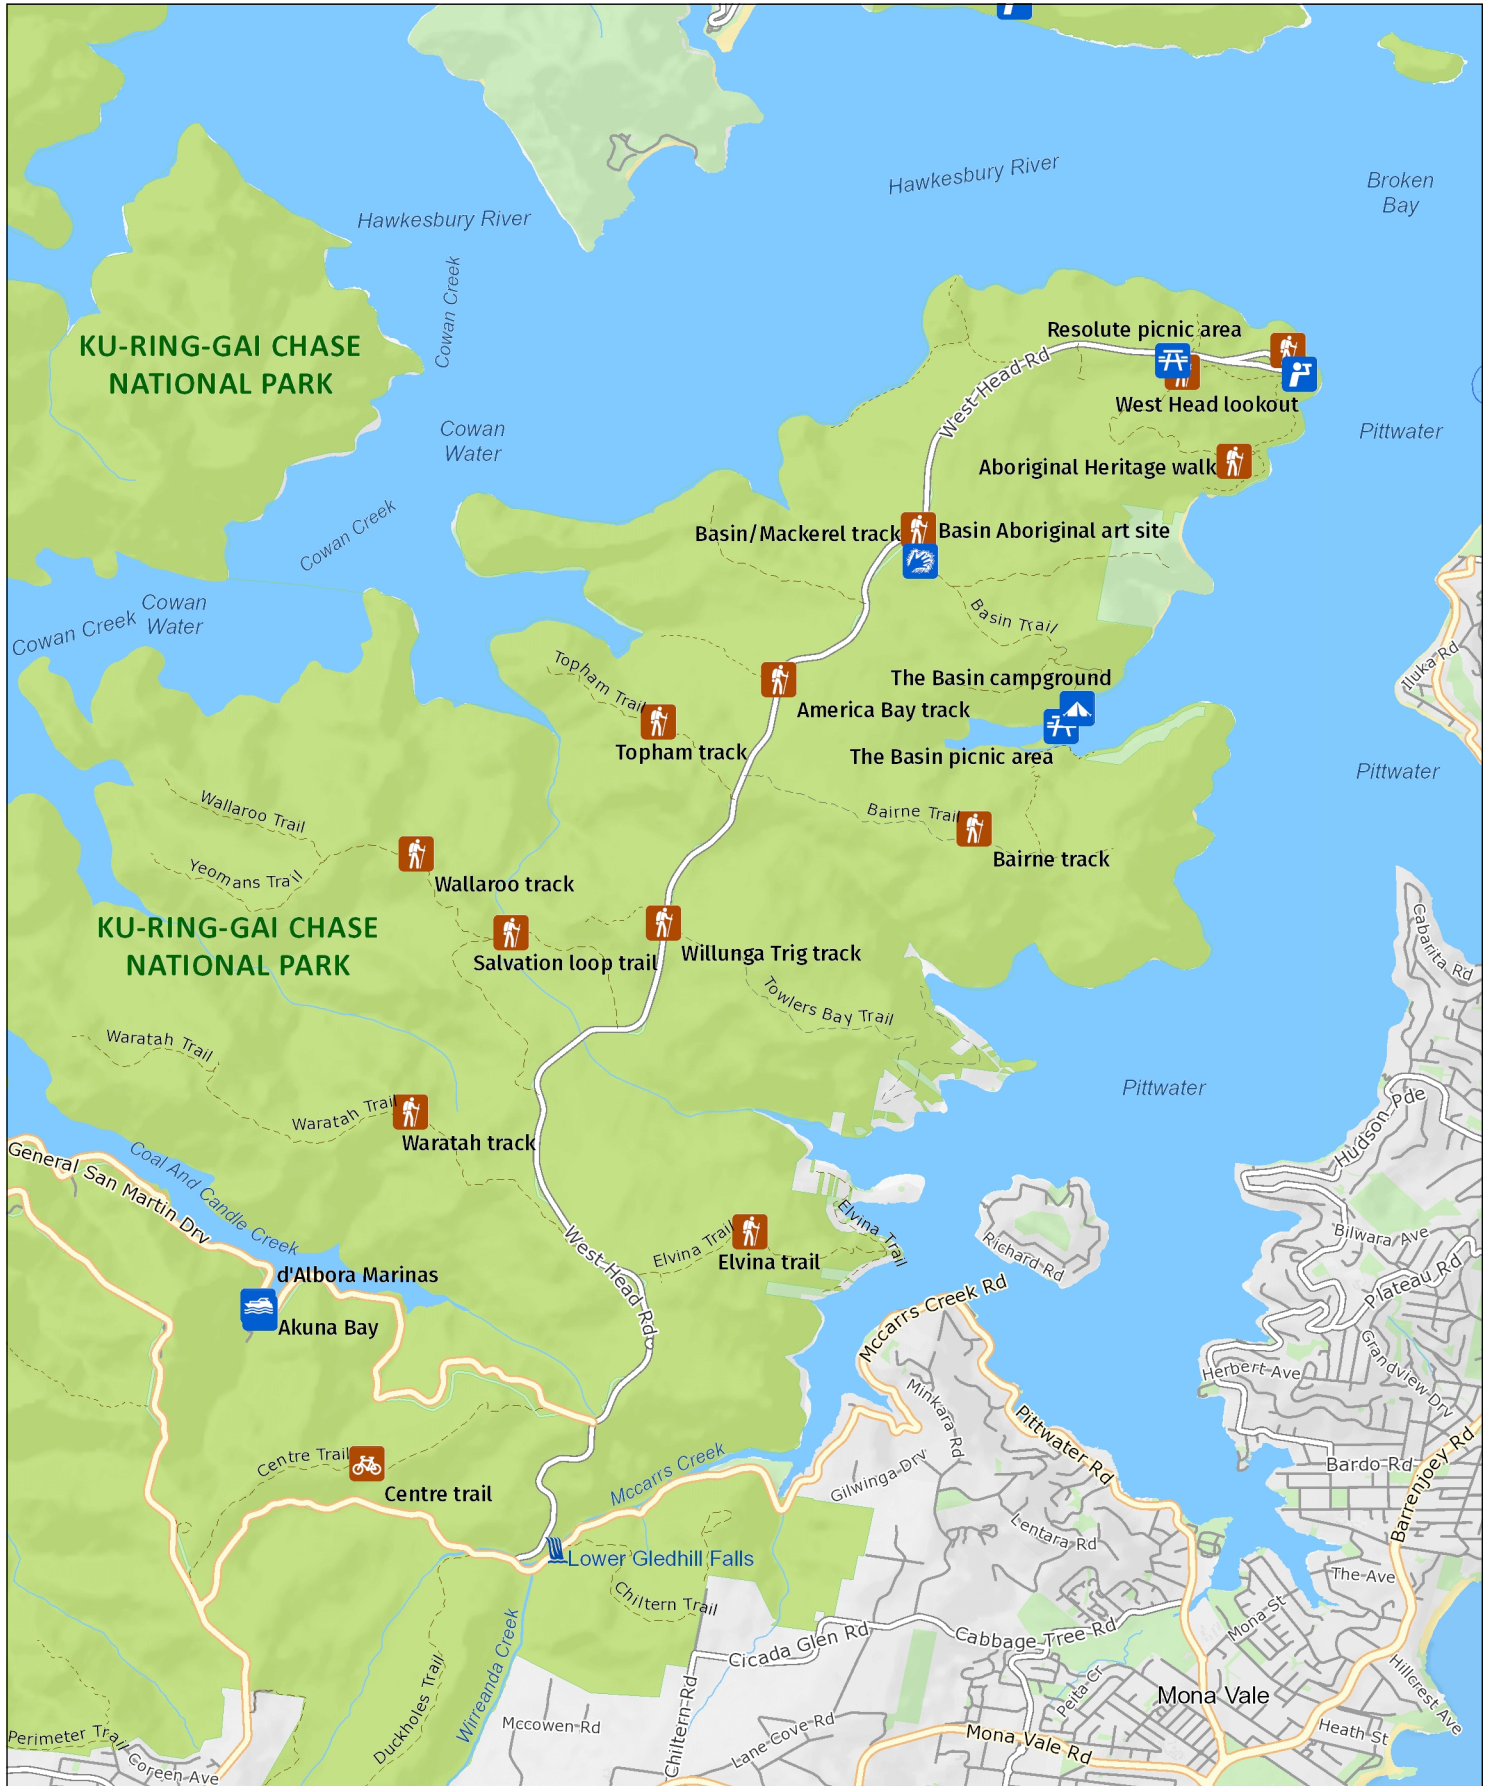 Hawkesbury River
Broken
Bay
Hawkesbury River
Cowan Creek
KU-RING-GAI CHASE
NATIONAL PARK
Resolute picnic area
West Head Rd
West Head lookout
Cowan
Water
Pittwater
Aboriginal Heritage walk
Cowan Creek
Basin/Mackerel track
Basin Aboriginal art site
Cowan Creek
Cowan
Water
Basin Trail
Iluka Rd
Topham Trail
The Basin campground
America Bay track
Topham track
The Basin picnic area
Pittwater
Wallaroo Trail
Bairne Trail
Bairne track
Yeomans Trail
Wallaroo track
KU-RING-GAI CHASE
NATIONAL PARK
Salvation loop trail
Willunga Trig track
Cabarita Rd
Towlers Bay Trail
Waratah Trail
Pittwater
Waratah Trail
Waratah track
Hudson Pde
General San Martin Drv
Coal And Candle Creek
Elvina Trail
Elvina Trail
Elvina trail
West Head Rd
Richard Rd
Bilwara Ave
Plateau Rd
d'Albora Marinas
Akuna Bay
Mccarrs Creek Rd
Grandview Drv
Herbert Ave
Minkara Rd
Pittwater Rd
Centre Trail
Centre trail
Mccarrs Creek
Gilwinga Drv
Bardo Rd
Barrenjoey Rd
Lentara Rd
Lower Gledhill Falls
The Ave
Chiltern Trail
Mona St
Cicada Glen Rd
Cabbage Tree Rd
Wirreanda Creek
Duckholes Trail
Peita Cr
Hillcrest Ave
Mona Vale
Chiltern Rd
Mccowen Rd
Lane Cove Rd
Mona Vale Rd
Heath St
Perimeter Trail
Coreen Ave